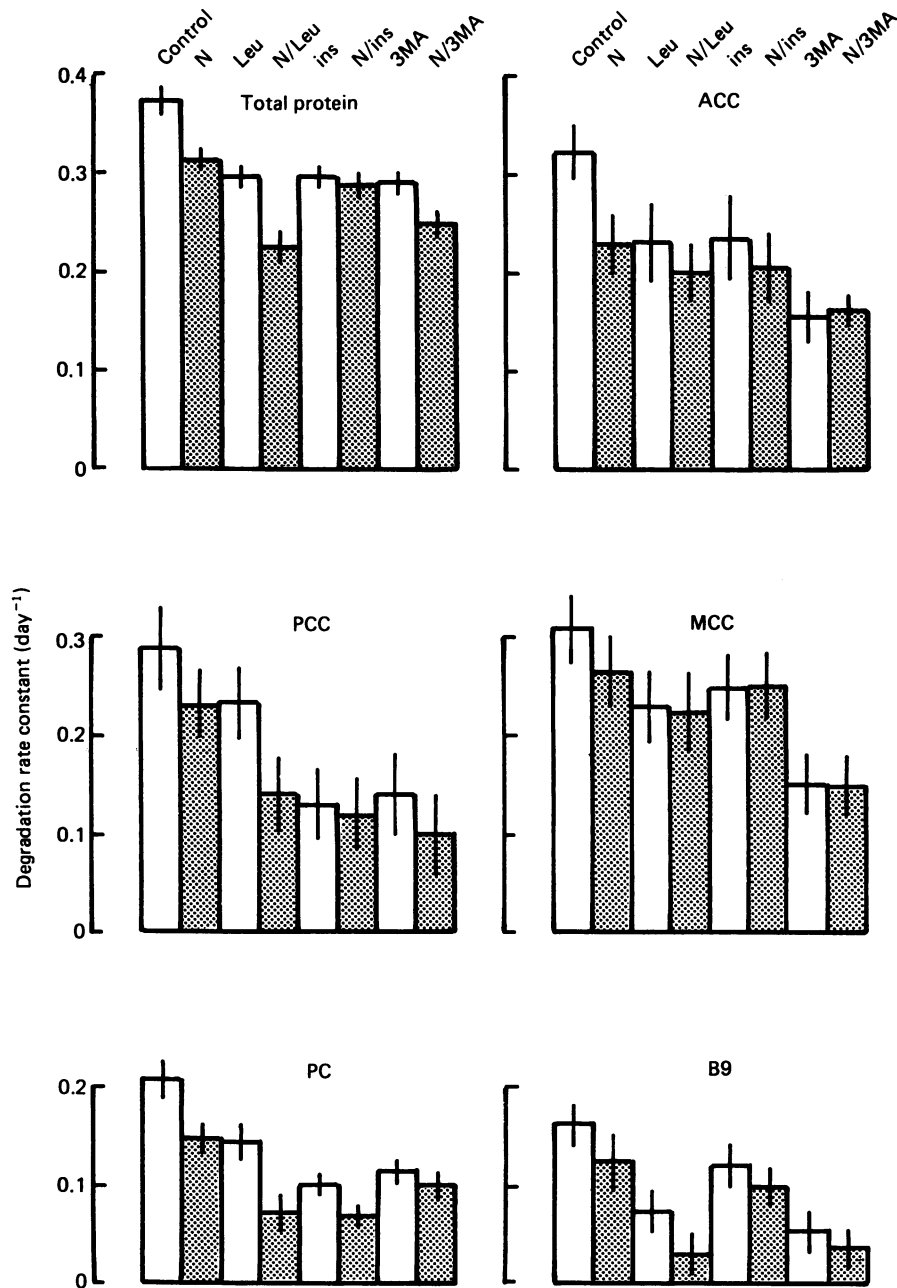 Control N Leu N/Leu ins N/ins 3MA N/3MA
Control N Leu N/Leu ins N/ins 3MA N/3MA
Total protein
ACC
0.4
0.3
0.2
0.1
0
Degradation rate constant (day⁻¹)
PCC
MCC
0.3
0.2
0.1
0
PC
B9
0.2
0.1
0